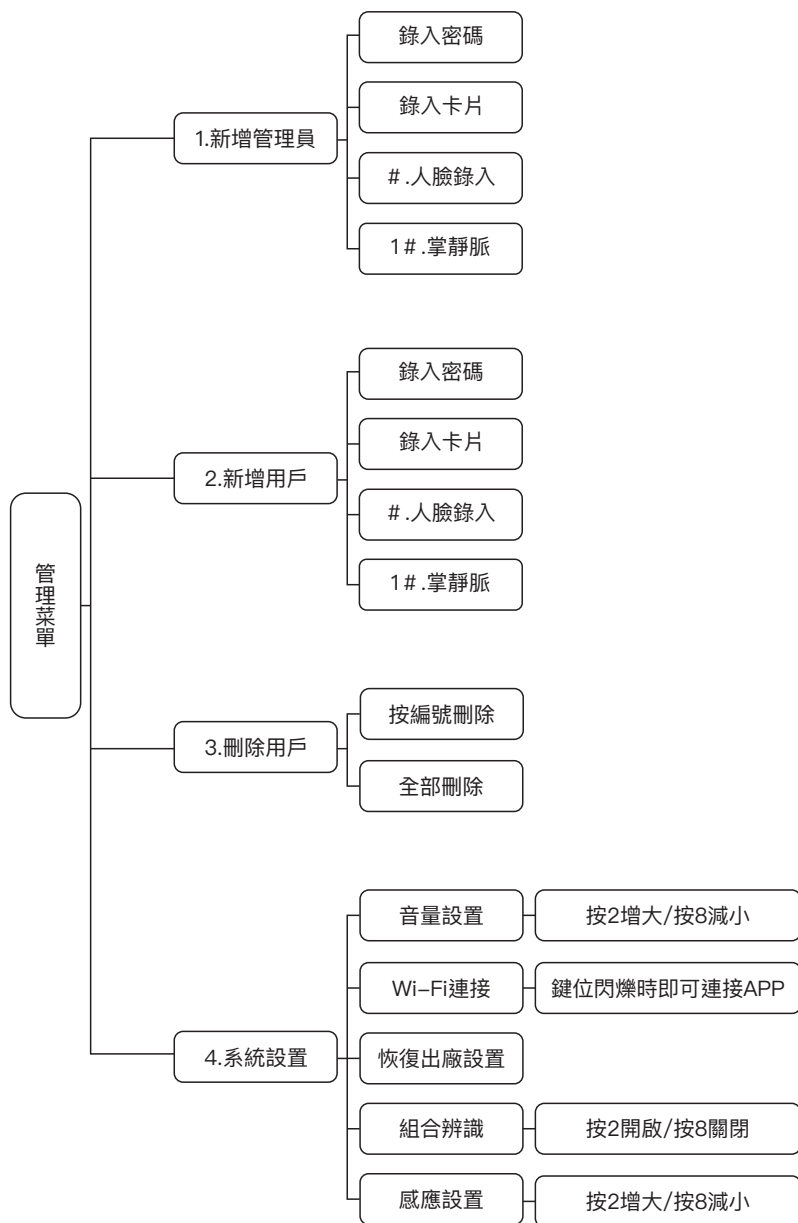 管理菜單
1.新增管理員
錄入密碼
錄入卡片
#.人臉錄入
1#.掌靜脈
2.新增用戶
錄入密碼
錄入卡片
#.人臉錄入
1#.掌靜脈
3.刪除用戶
按編號刪除
全部刪除
4.系統設置
音量設置
按2增大/按8減小
Wi-Fi連接
鍵位閃爍時即可連接APP
恢復出廠設置
組合辨識
按2開啟/按8關閉
感應設置
按2增大/按8減小